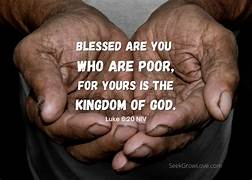 BLESSED ARE YOU
WHO ARE POOR,
FOR YOURS IS THE
KINGDOM OF GOD.
Luke 6:20 NIV
SeekGrowLove.com